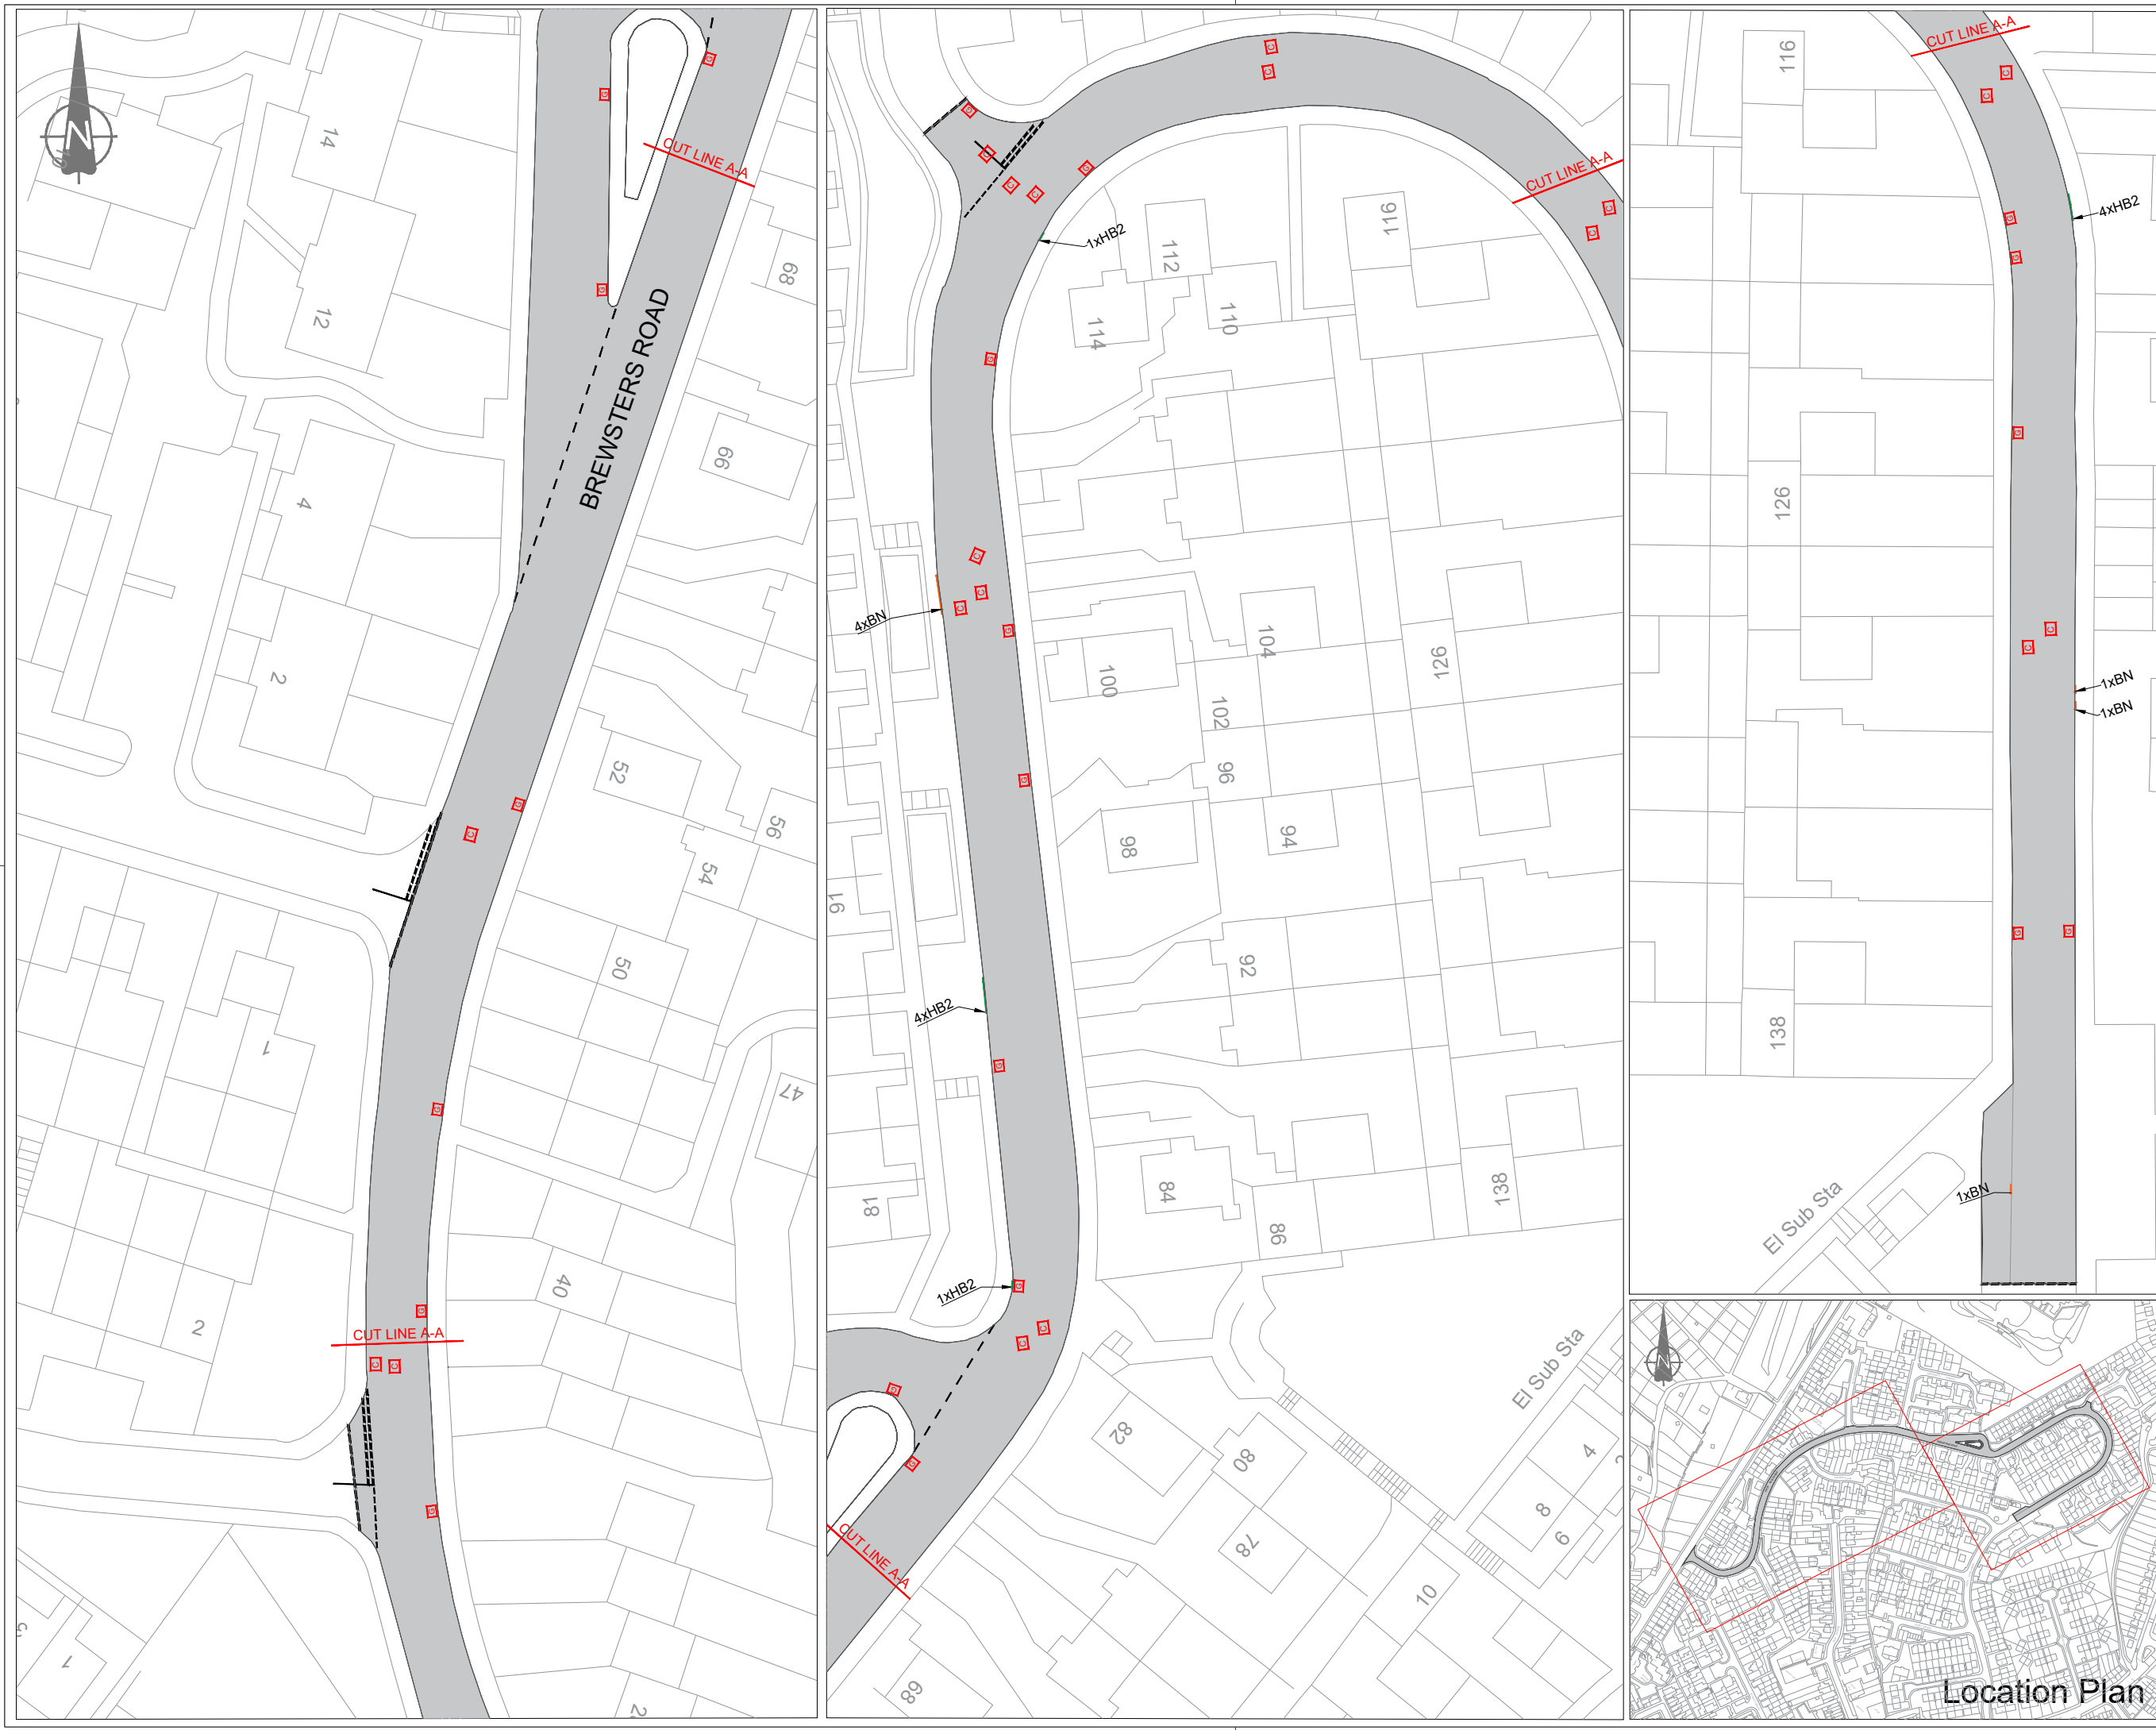 N
14
12
4
2
1
2
1
CUT LINE A-A
68
BREWSTERS ROAD
66
52
56
54
50
47
40
CUT LINE A-A
G
G
G
G
C
G
G
C
C
G
C
C
G
G
C
C
G
CUT LINE A-A
C
C
1xHB2
112
116
114
110
G
C
C
C
4xBN
G
104
100
126
102
G
96
98
94
16
92
4xHB2
G
81
84
86
138
1xHB2
G
C
C
G
G
CUT LINE A-A
82
80
78
El Sub Sta
4
8
6
10
68
CUT LINE A-A
116
C
C
4xHB2
G
G
G
126
C
C
1xBN
1xBN
G
G
138
1xBN
El Sub Sta
N
Location Plan